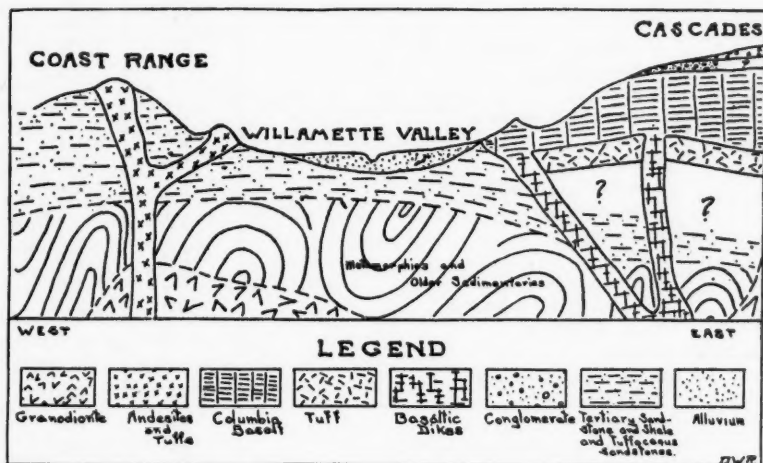 CASCADES
COAST RANGE
WILLAMETTE VALLEY
? ?
Metamorphics and
Older Sedimentaries
WEST EAST
LEGEND
Granodiorite
Andesites
and
Tuffs
Columbia
Basalt
Tuff
Basaltic
Dikes
Conglomerate
Tertiary Sand-
stone and Shale
and Tuffaceous
Sandstones.
Alluvium